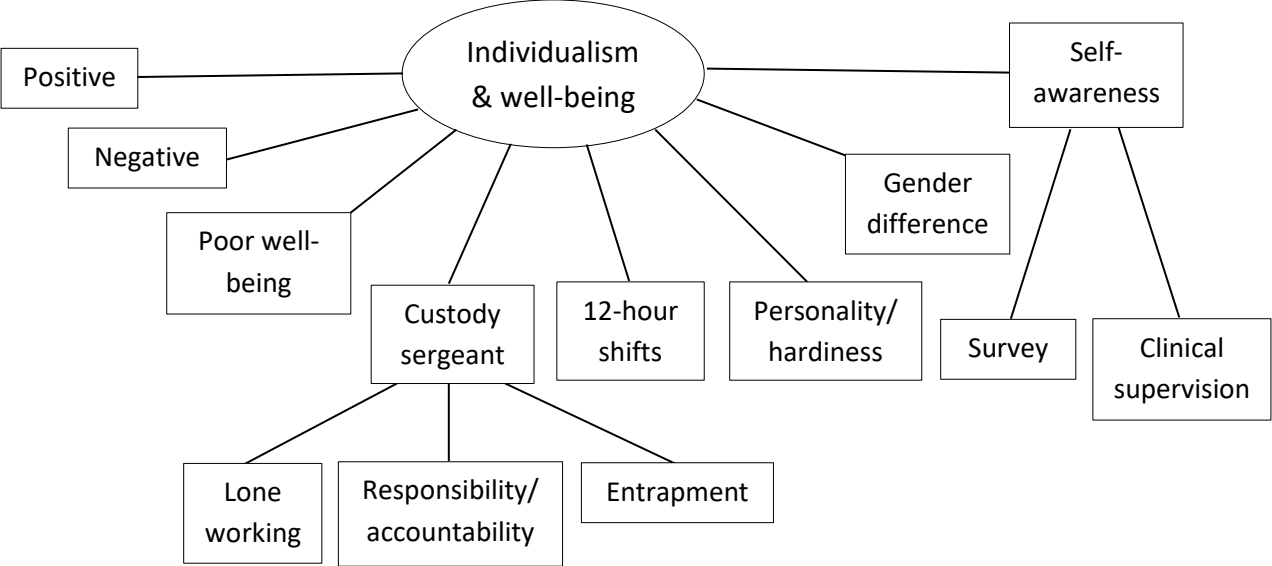 Individualism
& well-being
Positive
Negative
Poor well-
being
Custody
sergeant
12-hour
shifts
Personality/
hardiness
Gender
difference
Self-
awareness
Survey
Clinical
supervision
Lone
working
Responsibility/
accountability
Entrapment